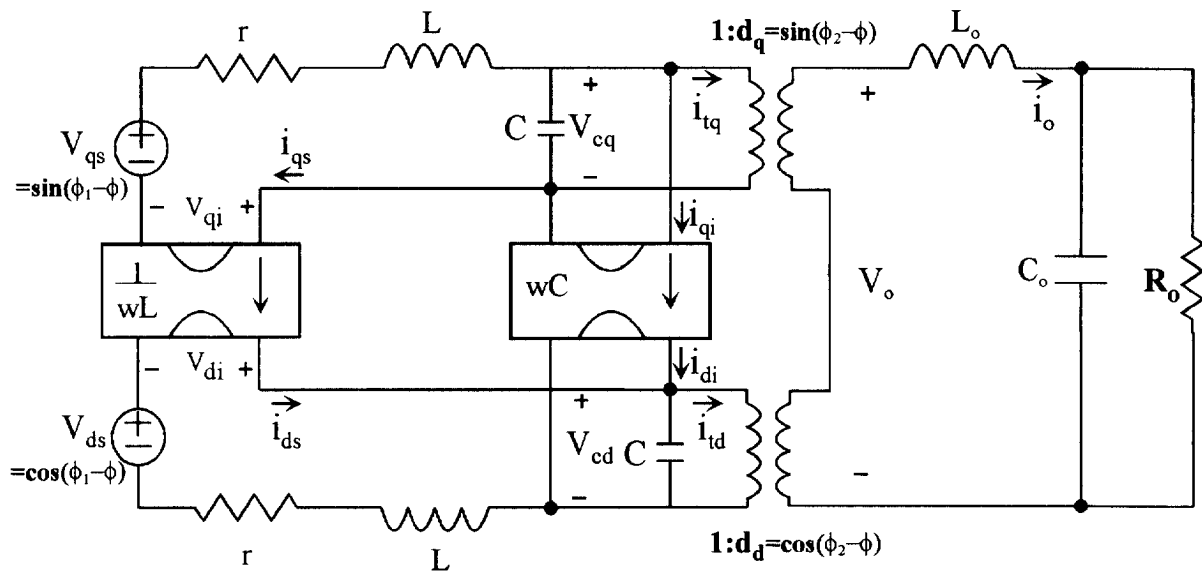 r
L
1:d_q=sin(φ₂-φ)
L_o
+
i_tq
+
i_o
V_qs
=sin(φ₁-φ)
+
−
i_qs
C
V_cq
−
− V_qi +
i_qi
1/wL
wC
V_o
C_o
R_o
− V_di +
i_di
i_ds
+
i_td
V_ds
=cos(φ₁-φ)
+
−
V_cd
C
−
−
r
L
1:d_d=cos(φ₂-φ)